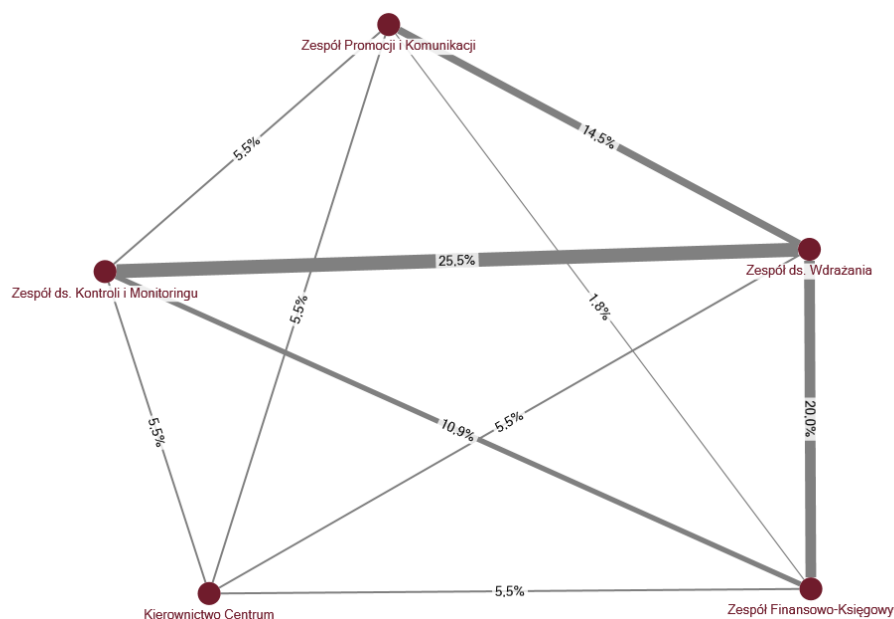 Zespół Promocji i Komunikacji
14,5%
5,5%
Zespół ds. Wdrażania
25,5%
Zespół ds. Kontroli i Monitoringu
5,5%
1,8%
20,0%
5,5%
10,9%
5,5%
5,5%
Zespół Finansowo-Księgowy
Kierownictwo Centrum